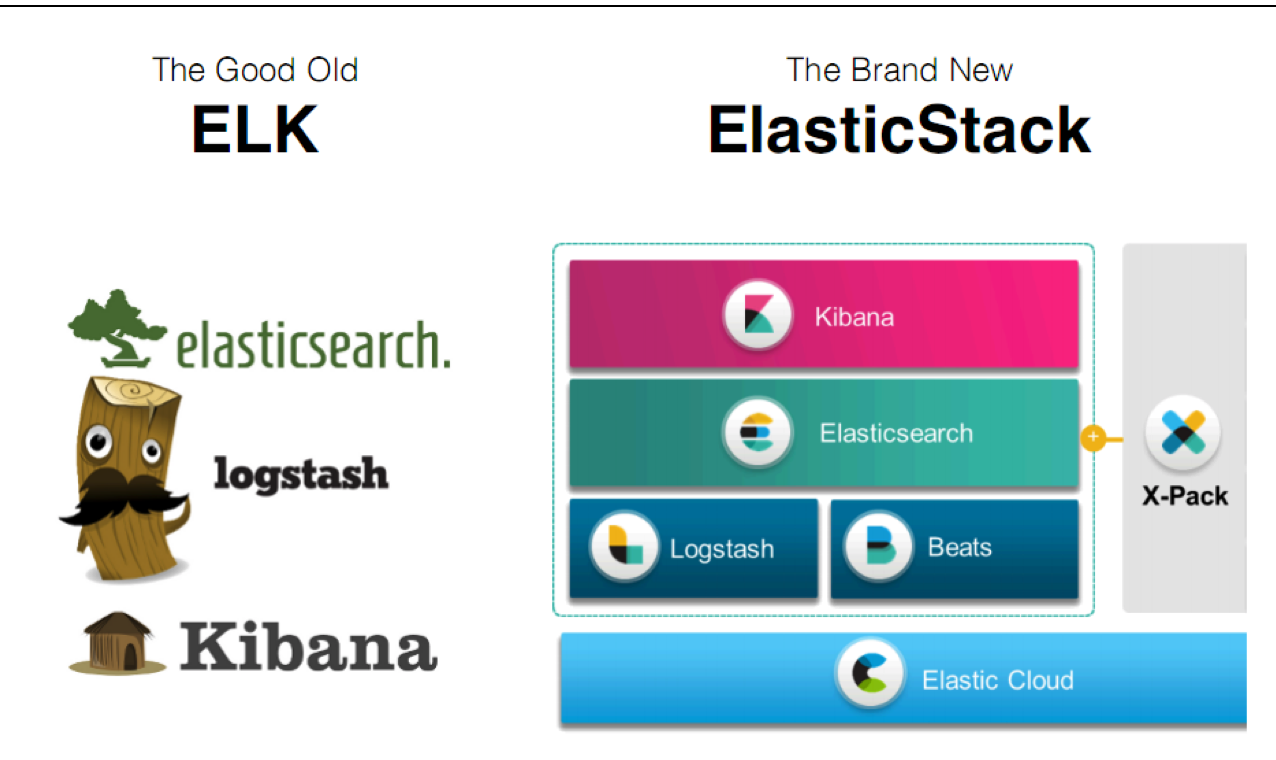 The Good Old
ELK
elasticsearch.
logstash
Kibana
The Brand New
ElasticStack
Kibana
Elasticsearch
+
X-Pack
Logstash
Beats
Elastic Cloud